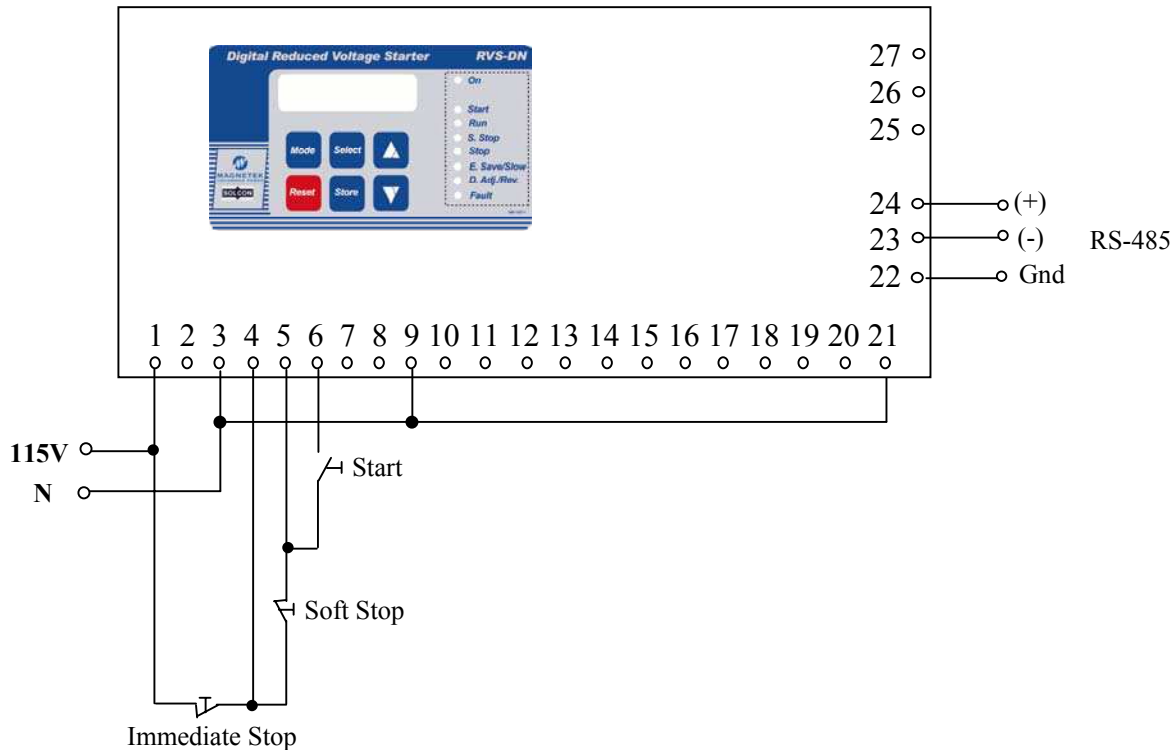 Digital Reduced Voltage Starter RVS-DN
On
Start
Run
S. Stop
Stop
E. Save/Slow
D. Adj./Rev.
Fault
Mode Select
Reset Store
MAGNETEK
SOLCON
27
26
25
24 (+)
23 (-) RS-485
22 Gnd
1 2 3 4 5 6 7 8 9 10 11 12 13 14 15 16 17 18 19 20 21
115V
N
Start
Soft Stop
Immediate Stop